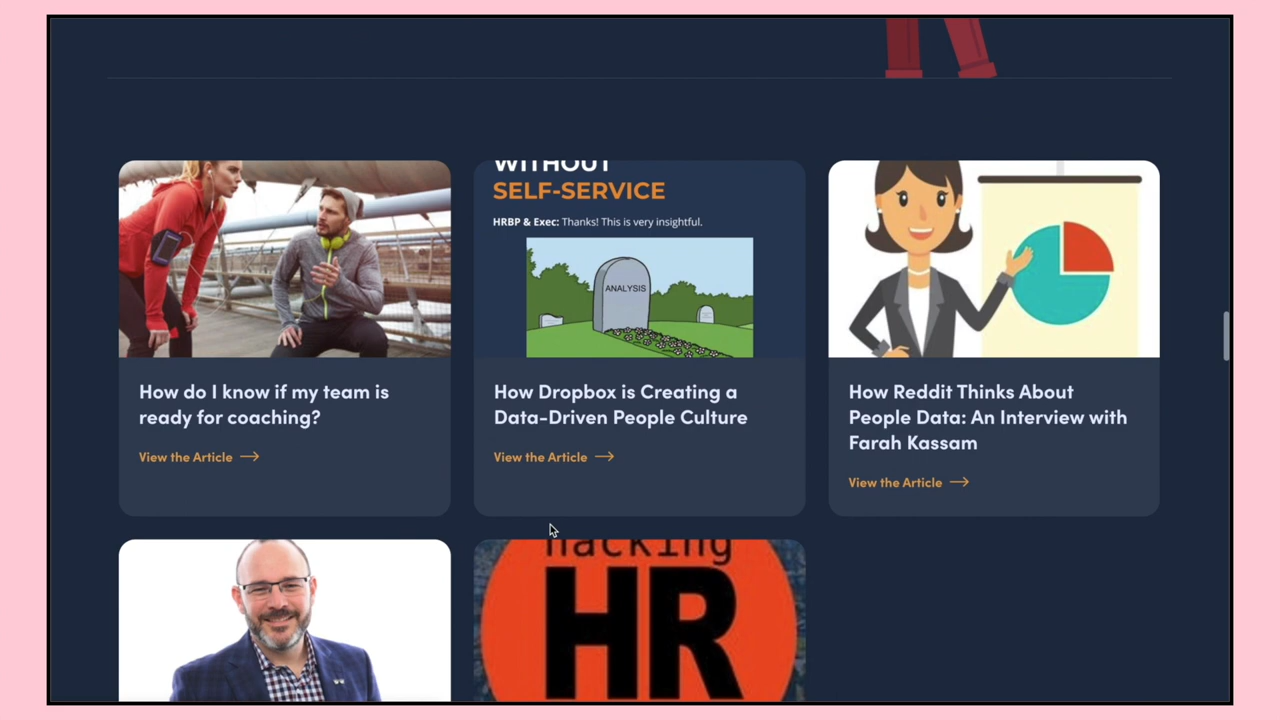 WITHOUT
SELF-SERVICE
HRBP & Exec: Thanks! This is very insightful.
ANALYSIS
How do I know if my team is
ready for coaching?
View the Article
How Dropbox is Creating a
Data-Driven People Culture
View the Article
How Reddit Thinks About
People Data: An Interview with
Farah Kassam
View the Article
hacking
HR